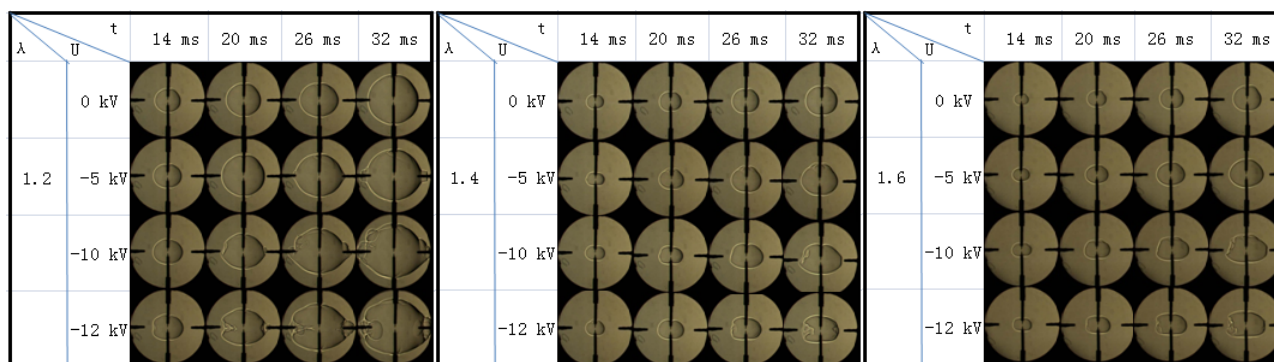 t
λ U 14 ms 20 ms 26 ms 32 ms
0 kV
1.2 -5 kV
-10 kV
-12 kV
t
λ U 14 ms 20 ms 26 ms 32 ms
0 kV
1.4 -5 kV
-10 kV
-12 kV
t
λ U 14 ms 20 ms 26 ms 32 ms
0 kV
1.6 -5 kV
-10 kV
-12 kV